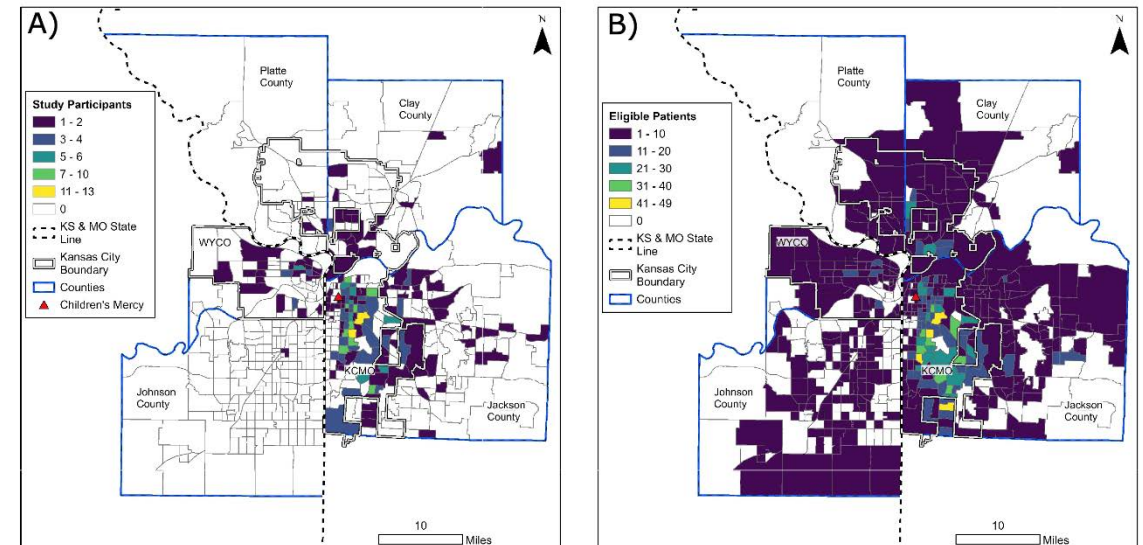 A)
N
Platte
County
Clay
County
Study Participants
1 - 2
3 - 4
5 - 6
7 - 10
11 - 13
0
KS & MO State
Line
Kansas City
Boundary
Counties
Children's Mercy
WYCO
KCMO
Johnson
County
Jackson
County
10
Miles
B)
N
Platte
County
Clay
County
Eligible Patients
1 - 10
11 - 20
21 - 30
31 - 40
41 - 49
0
KS & MO State
Line
Kansas City
Boundary
Counties
Children's Mercy
WYCO
KCMO
Johnson
County
Jackson
County
10
Miles